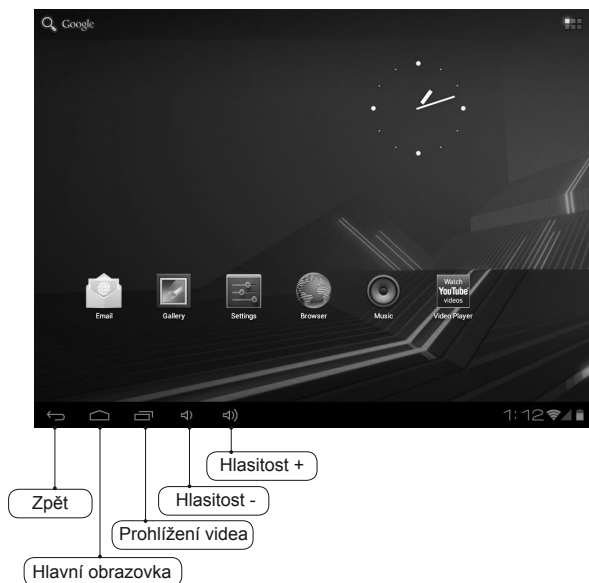 Google
Email
Gallery
Settings
Browser
Music
Watch
YouTube
videos
Video Player
1:12
Hlasitost +
Zpět
Hlasitost -
Prohlížení videa
Hlavní obrazovka